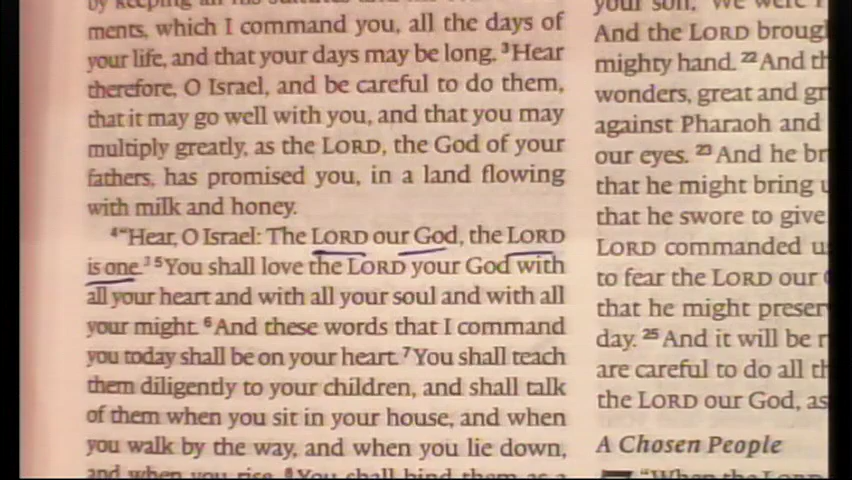 by keeping all his statutes and his
ments, which I command you, all the days of
your life, and that your days may be long. ³Hear
therefore, O Israel, and be careful to do them,
that it may go well with you, and that you may
multiply greatly, as the LORD, the God of your
fathers, has promised you, in a land flowing
with milk and honey.
⁴“Hear, O Israel: The LORD our God, the LORD
is one.³ ⁵You shall love the LORD your God with
all your heart and with all your soul and with all
your might. ⁶And these words that I command
you today shall be on your heart. ⁷You shall teach
them diligently to your children, and shall talk
of them when you sit in your house, and when
you walk by the way, and when you lie down,
and when you rise. ⁸You shall bind them as a
your son, ‘We were
And the LORD
mighty hand. ²²And
wonders, great and
against Pharaoh and
our eyes. ²³And he
that he might bring
that he swore to give
LORD commanded
to fear the LORD our
that he might
day. ²⁵And it will be
are careful to do all
the LORD our God, as
A Chosen People
“When the LORD